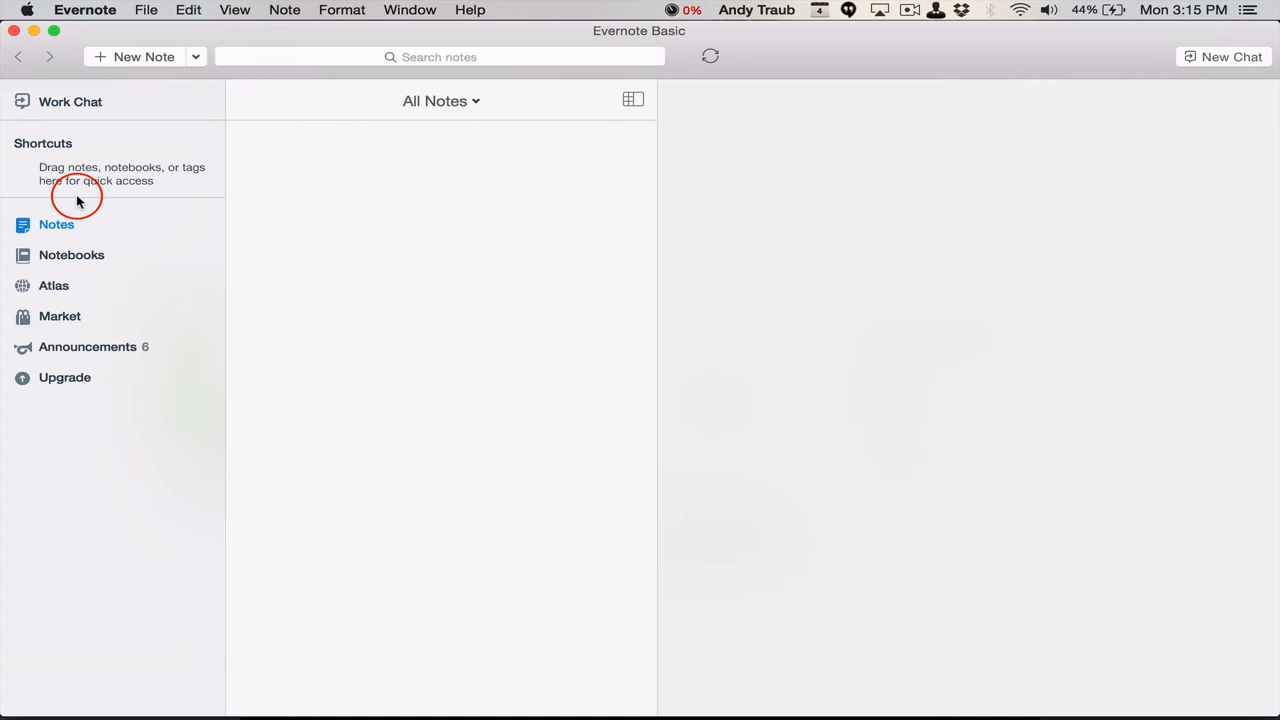 Evernote File Edit View Note Format Window Help 0% Andy Traub 4 44% Mon 3:15 PM
Evernote Basic
New Note Search notes New Chat
Work Chat
All Notes
Shortcuts
Drag notes, notebooks, or tags
here for quick access
Notes
Notebooks
Atlas
Market
Announcements 6
Upgrade